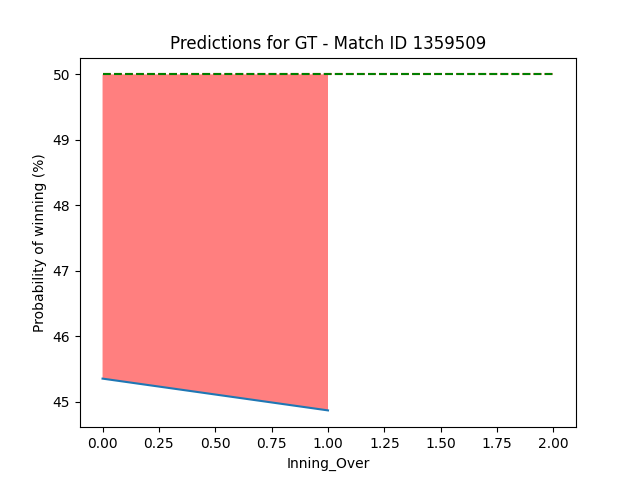 Predictions for GT - Match ID 1359509
Probability of winning (%)
50
49
48
47
46
45
0.00 0.25 0.50 0.75 1.00 1.25 1.50 1.75 2.00
Inning_Over